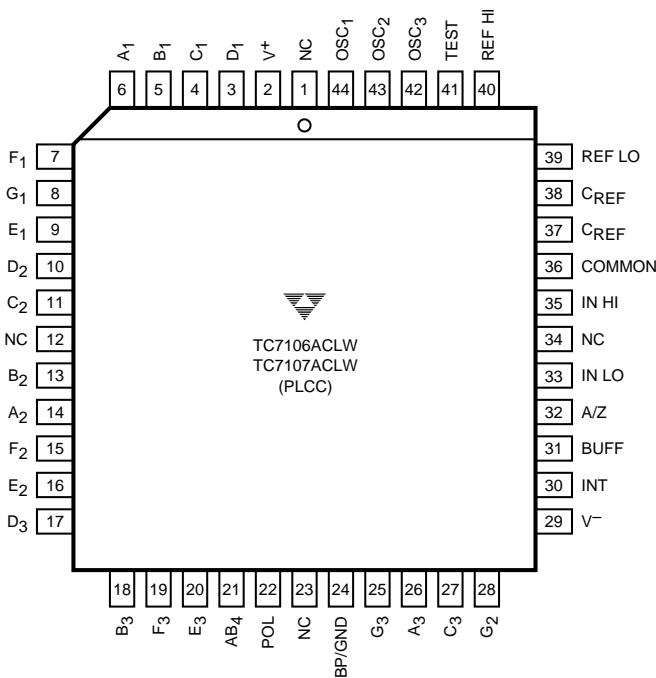 A₁ B₁ C₁ D₁ V⁺ NC OSC₁ OSC₂ OSC₃ TEST REF HI
6 5 4 3 2 1 44 43 42 41 40
F₁ 7
G₁ 8
E₁ 9
D₂ 10
C₂ 11
NC 12
B₂ 13
A₂ 14
F₂ 15
E₂ 16
D₃ 17
TC7106ACLW
TC7107ACLW
(PLCC)
39 REF LO
38 C_REF
37 C_REF
36 COMMON
35 IN HI
34 NC
33 IN LO
32 A/Z
31 BUFF
30 INT
29 V⁻
18 19 20 21 22 23 24 25 26 27 28
B₃ F₃ E₃ AB₄ POL NC BP/GND G₃ A₃ C₃ G₂